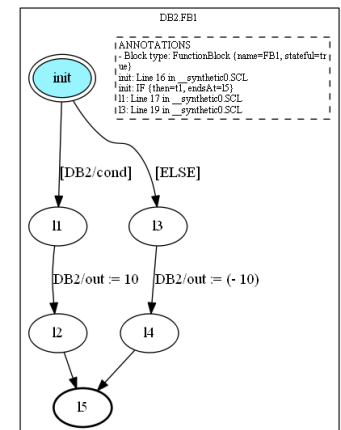 DB2.FB1
ANNOTATIONS
- Block type: FunctionBlock {name=FB1, stateful=tr
ue}
init: Line 16 in __synthetic0.SCL
init: IF {then=t1, endsAt=l5}
l1: Line 17 in __synthetic0.SCL
l3: Line 19 in __synthetic0.SCL
init
[DB2/cond] [ELSE]
l1 l3
DB2/out := 10 DB2/out := (- 10)
l2 l4
l5